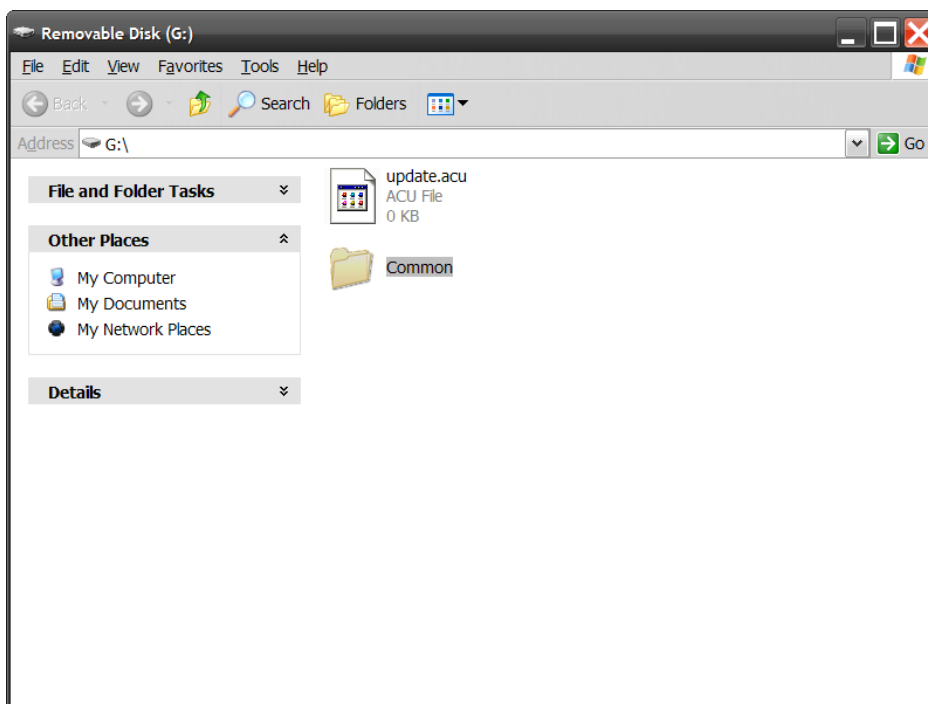 Removable Disk (G:)
File Edit View Favorites Tools Help
Back Search Folders
Address G:\ Go
File and Folder Tasks
Other Places
My Computer
My Documents
My Network Places
Details
update.acu
ACU File
0 KB
Common